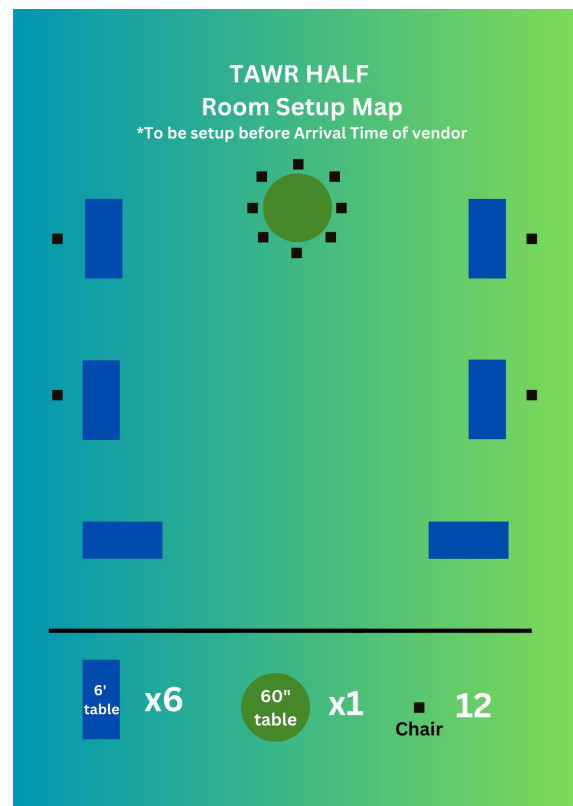 TAWR HALF
Room Setup Map
*To be setup before Arrival Time of vendor
6'
table
x6
60"
table
x1
Chair
12